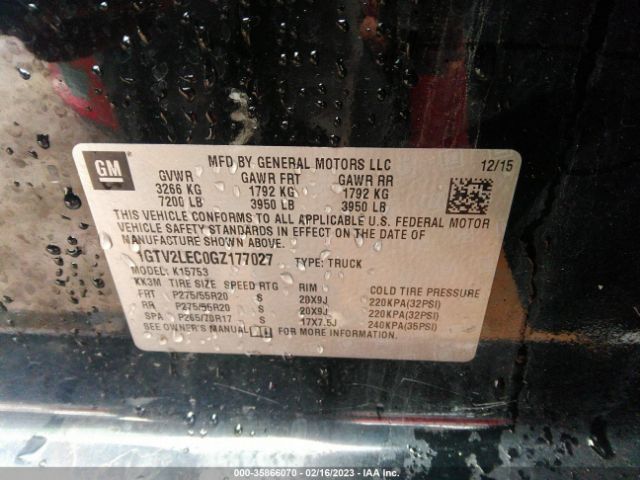 GM
MFD BY GENERAL MOTORS LLC 12/15
GVWR GAWR FRT GAWR RR
3266 KG 1792 KG 1792 KG
7200 LB 3950 LB 3950 LB
THIS VEHICLE CONFORMS TO ALL APPLICABLE U.S. FEDERAL MOTOR
VEHICLE SAFETY STANDARDS IN EFFECT ON THE DATE OF
MANUFACTURE SHOWN ABOVE.
1GTV2LEC0GZ177027 TYPE: TRUCK
MODEL: K15753
KK3M TIRE SIZE SPEED RTG RIM COLD TIRE PRESSURE
FRT P275/55R20 S 20X9J 220KPA(32PSI)
RR P275/55R20 S 20X9J 220KPA(32PSI)
SPA P265/70R17 S 17X7.5J 240KPA(35PSI)
SEE OWNER'S MANUAL FOR MORE INFORMATION.
000-35866070 - 02/16/2023 - IAA Inc.